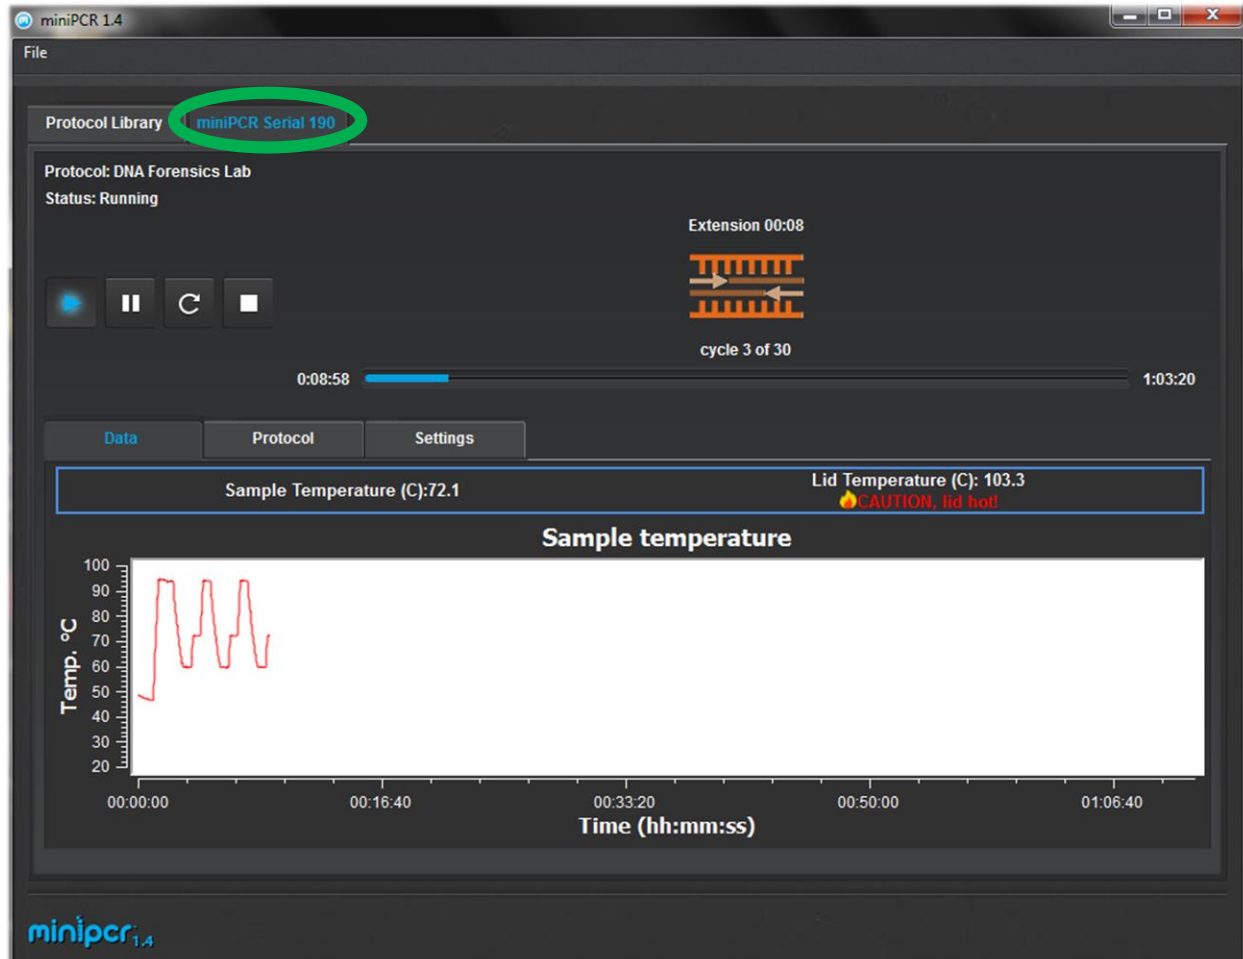 miniPCR 1.4
File
Protocol Library miniPCR Serial 190
Protocol: DNA Forensics Lab
Status: Running
Extension 00:08
cycle 3 of 30
0:08:58 1:03:20
Data Protocol Settings
Sample Temperature (C):72.1 Lid Temperature (C): 103.3
CAUTION, lid hot!
Sample temperature
100
90
80
70
60
50
40
30
20
Temp. °C
00:00:00 00:16:40 00:33:20 00:50:00 01:06:40
Time (hh:mm:ss)
minipcr 1.4